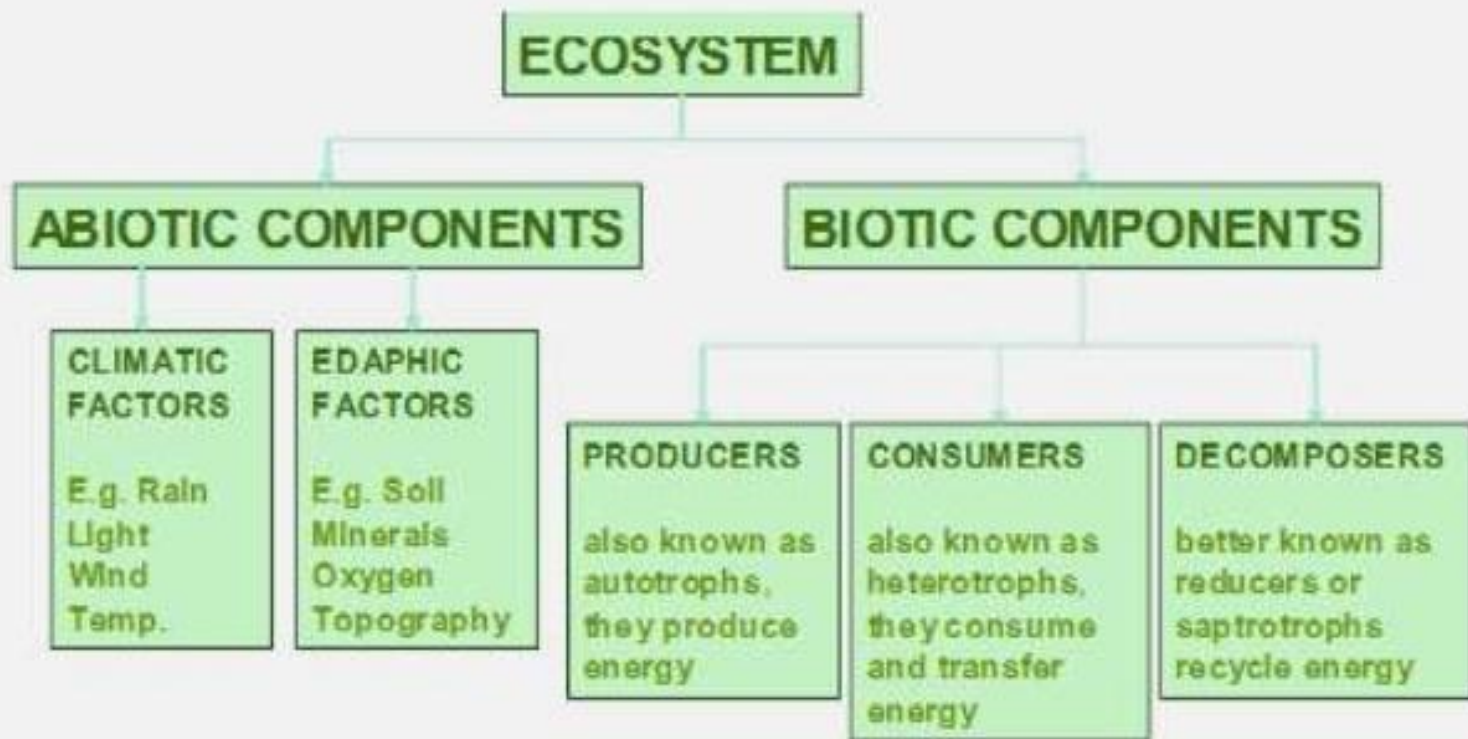 ECOSYSTEM
ABIOTIC COMPONENTS
BIOTIC COMPONENTS
CLIMATIC
FACTORS
E.g. Rain
Light
Wind
Temp.
EDAPHIC
FACTORS
E.g. Soil
Minerals
Oxygen
Topography
PRODUCERS
also known as
autotrophs,
they produce
energy
CONSUMERS
also known as
heterotrophs,
they consume
and transfer
energy
DECOMPOSERS
better known as
reducers or
saptrotrophs
recycle energy